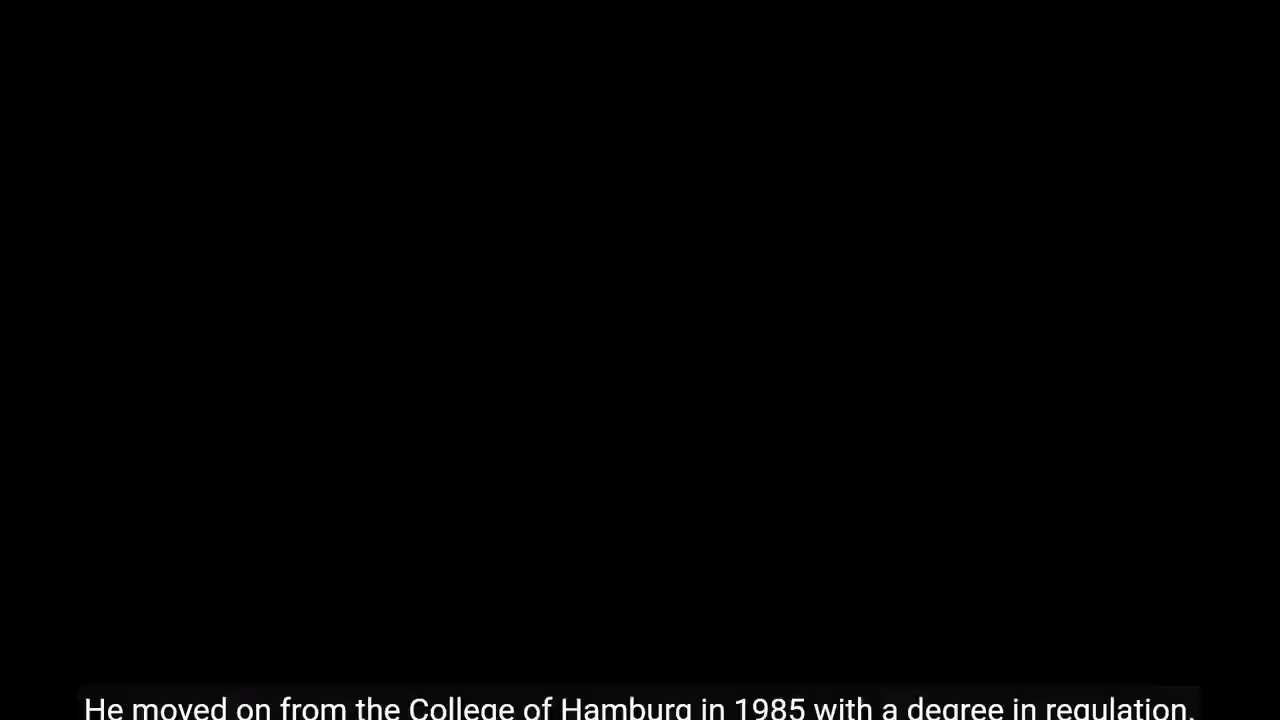 He moved on from the College of Hamburg in 1985 with a degree in regulation.